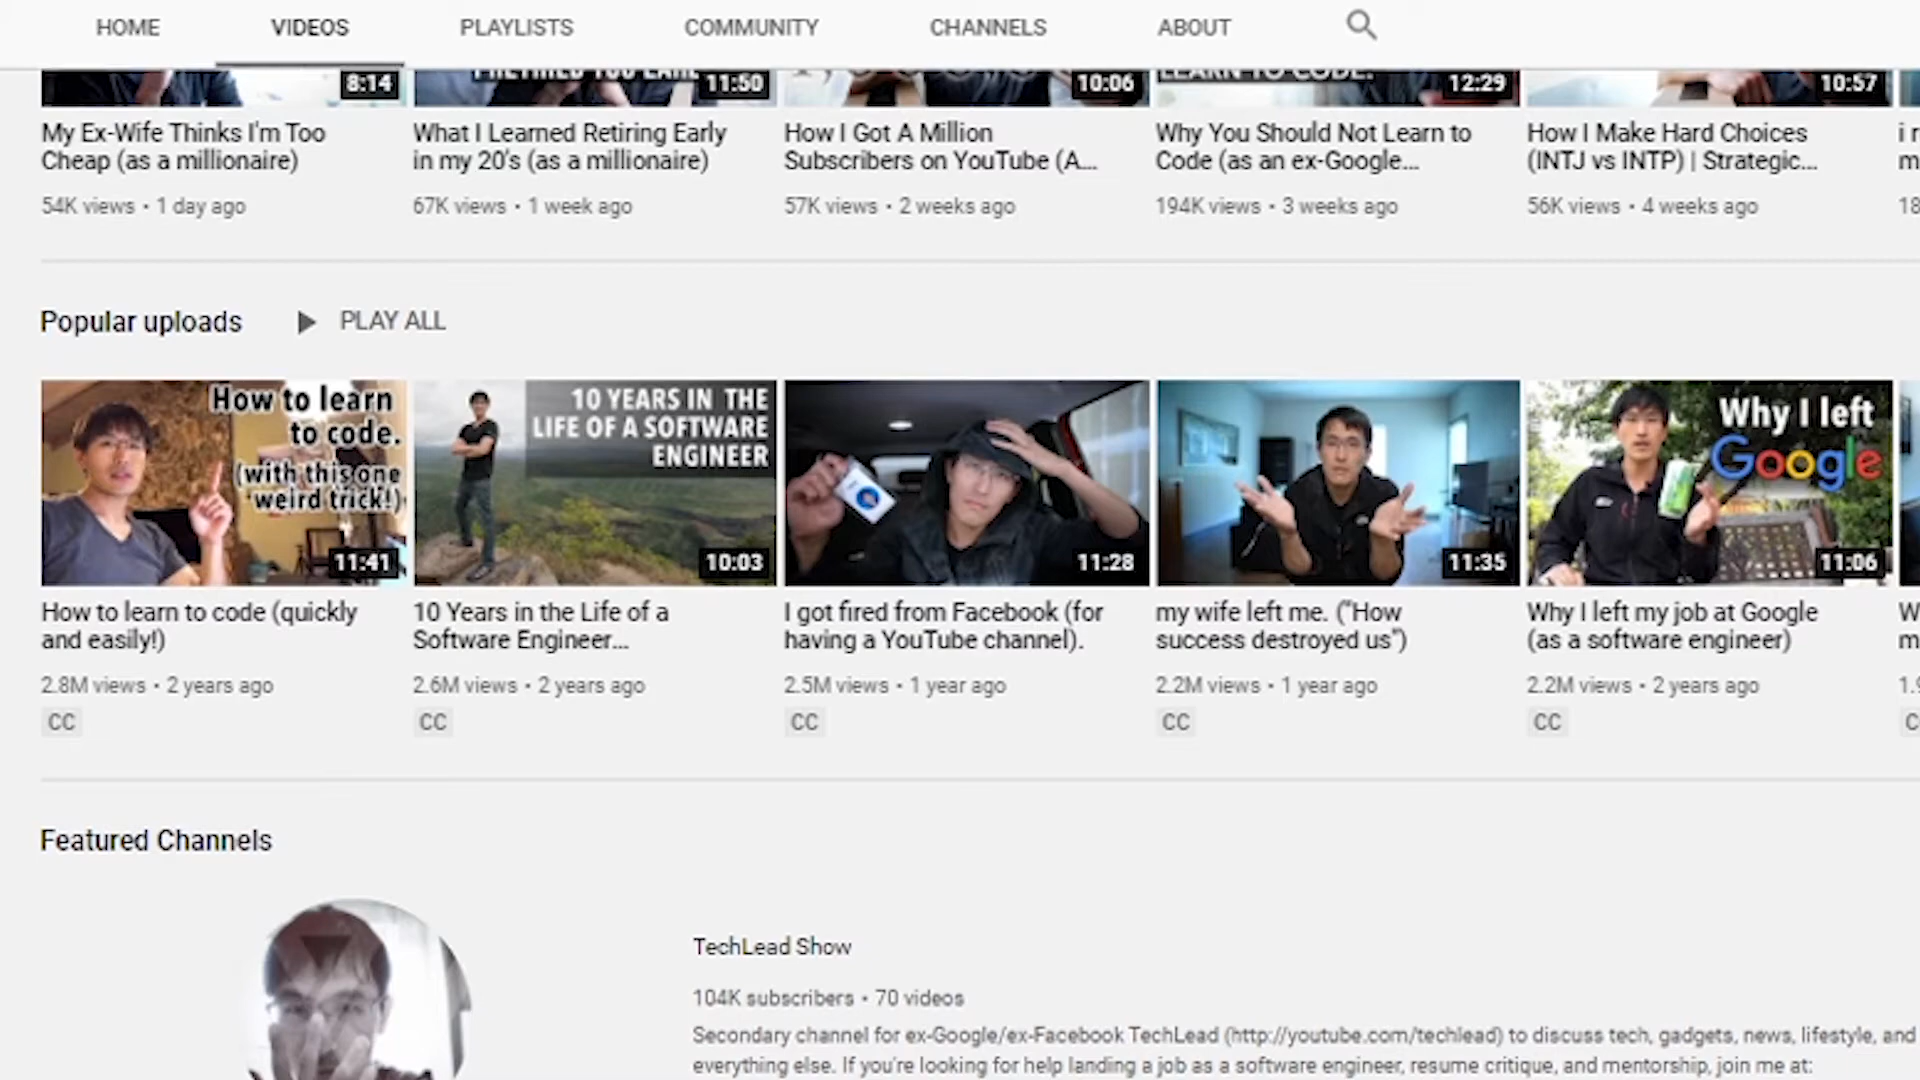 HOME VIDEOS PLAYLISTS COMMUNITY CHANNELS ABOUT
8:14
11:50
10:06
LEARN TO CODE.
12:29
10:57
My Ex-Wife Thinks I'm Too
Cheap (as a millionaire)
54K views • 1 day ago
What I Learned Retiring Early
in my 20's (as a millionaire)
67K views • 1 week ago
How I Got A Million
Subscribers on YouTube (A...
57K views • 2 weeks ago
Why You Should Not Learn to
Code (as an ex-Google...
194K views • 3 weeks ago
How I Make Hard Choices
(INTJ vs INTP) | Strategic...
56K views • 4 weeks ago
Popular uploads PLAY ALL
How to learn
to code.
(with this one
weird trick!)
11:41
How to learn to code (quickly
and easily!)
2.8M views • 2 years ago
CC
10 YEARS IN THE
LIFE OF A SOFTWARE
ENGINEER
10:03
10 Years in the Life of a
Software Engineer...
2.6M views • 2 years ago
CC
11:28
I got fired from Facebook (for
having a YouTube channel).
2.5M views • 1 year ago
CC
11:35
my wife left me. ("How
success destroyed us")
2.2M views • 1 year ago
CC
Why I left
Google
11:06
Why I left my job at Google
(as a software engineer)
2.2M views • 2 years ago
CC
Featured Channels
TechLead Show
104K subscribers • 70 videos
Secondary channel for ex-Google/ex-Facebook TechLead (http://youtube.com/techlead) to discuss tech, gadgets, news, lifestyle, and
everything else. If you're looking for help landing a job as a software engineer, resume critique, and mentorship, join me at: